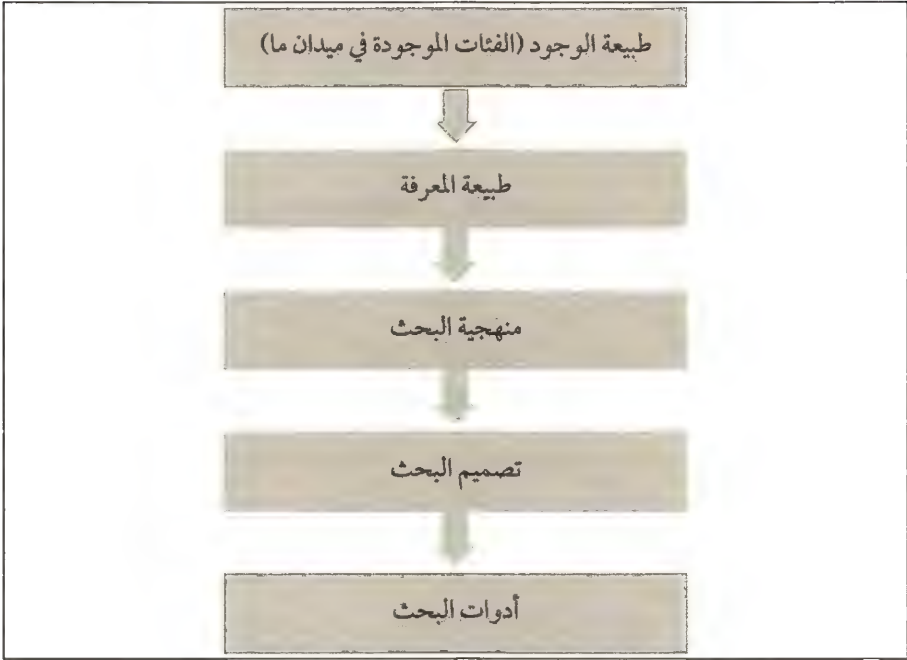 طبيعة الوجود (الفئات الموجودة في ميدان ما)
طبيعة المعرفة
منهجية البحث
تصميم البحث
أدوات البحث